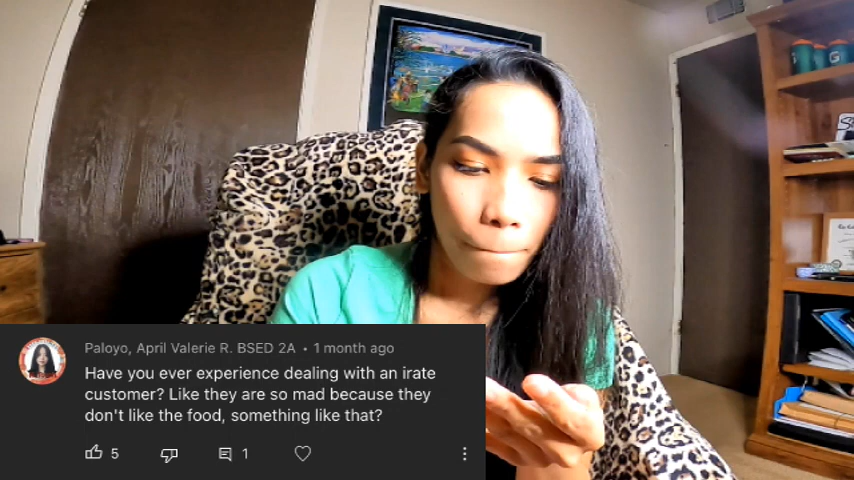 Paloyo, April Valerie R. BSED 2A • 1 month ago
Have you ever experience dealing with an irate
customer? Like they are so mad because they
don't like the food, something like that?
5
1
G